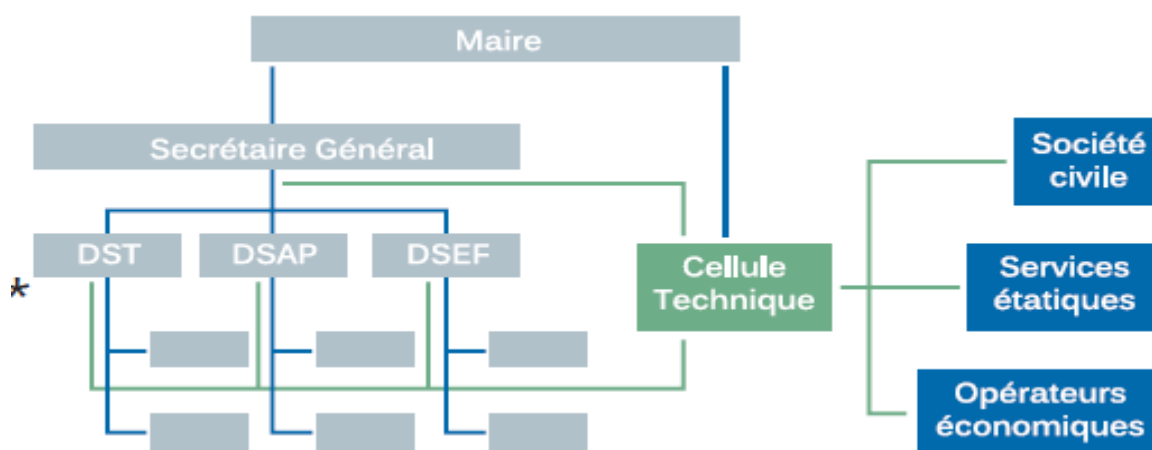 Maire
Secrétaire Général
Société
civile
DST
DSAP
DSEF
*
Cellule
Technique
Services
étatiques
Opérateurs
économiques